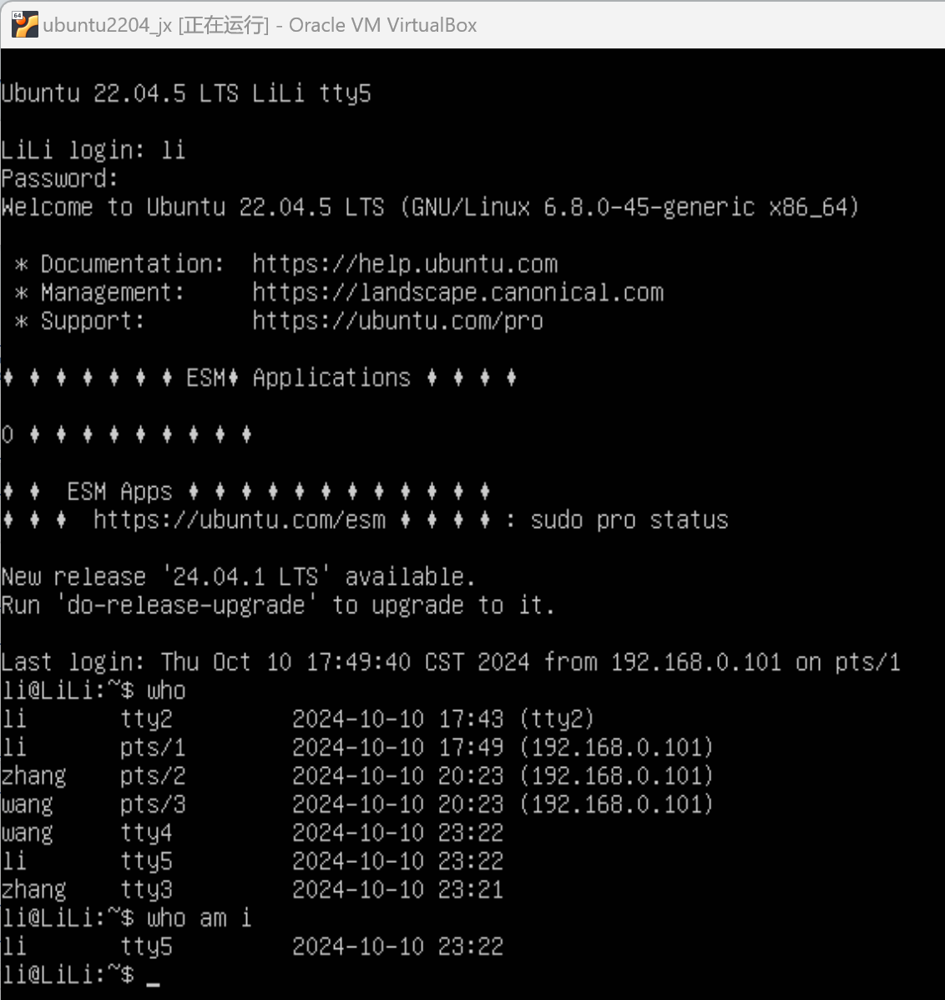 64
ubuntu2204_jx [正在运行] - Oracle VM VirtualBox
Ubuntu 22.04.5 LTS LiLi tty5
LiLi login: li
Password:
Welcome to Ubuntu 22.04.5 LTS (GNU/Linux 6.8.0-45-generic x86_64)
* Documentation:  https://help.ubuntu.com
* Management:     https://landscape.canonical.com
* Support:        https://ubuntu.com/pro
♦ ♦ ♦ ♦ ♦ ♦ ♦ ESM♦ Applications ♦ ♦ ♦ ♦
0 ♦ ♦ ♦ ♦ ♦ ♦ ♦ ♦ ♦
♦ ♦  ESM Apps ♦ ♦ ♦ ♦ ♦ ♦ ♦ ♦ ♦ ♦ ♦ ♦
♦ ♦ ♦  https://ubuntu.com/esm ♦ ♦ ♦ ♦ : sudo pro status
New release '24.04.1 LTS' available.
Run 'do-release-upgrade' to upgrade to it.
Last login: Thu Oct 10 17:49:40 CST 2024 from 192.168.0.101 on pts/1
li@LiLi:~$ who
li       tty2         2024-10-10 17:43 (tty2)
li       pts/1        2024-10-10 17:49 (192.168.0.101)
zhang    pts/2        2024-10-10 20:23 (192.168.0.101)
wang     pts/3        2024-10-10 20:23 (192.168.0.101)
wang     tty4         2024-10-10 23:22
li       tty5         2024-10-10 23:22
zhang    tty3         2024-10-10 23:21
li@LiLi:~$ who am i
li       tty5         2024-10-10 23:22
li@LiLi:~$ _